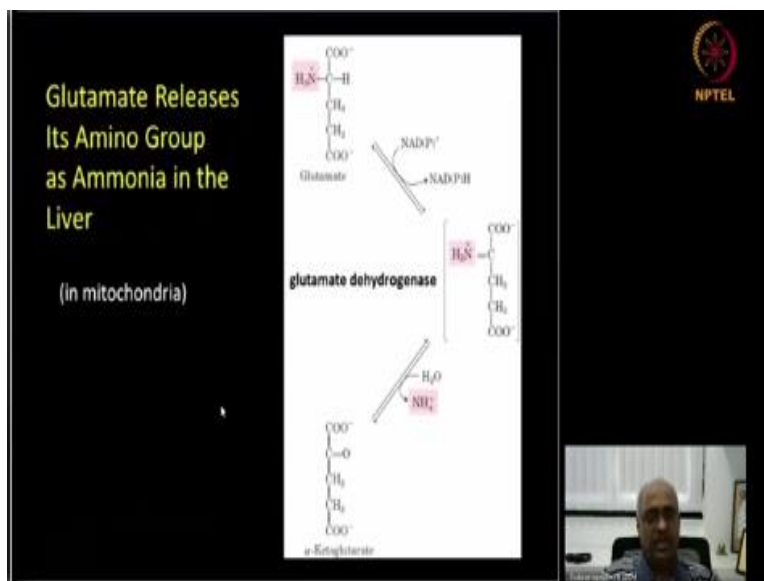 Glutamate Releases
Its Amino Group
as Ammonia in the
Liver
(in mitochondria)
COO⁻
H₃N⁺—C—H
CH₂
CH₂
COO⁻
Glutamate
NAD(P)⁺
NAD(P)H
glutamate dehydrogenase
COO⁻
H₂N⁺=C
CH₂
CH₂
COO⁻
H₂O
NH₄⁺
COO⁻
C=O
CH₂
CH₂
COO⁻
α-Ketoglutarate
NPTEL